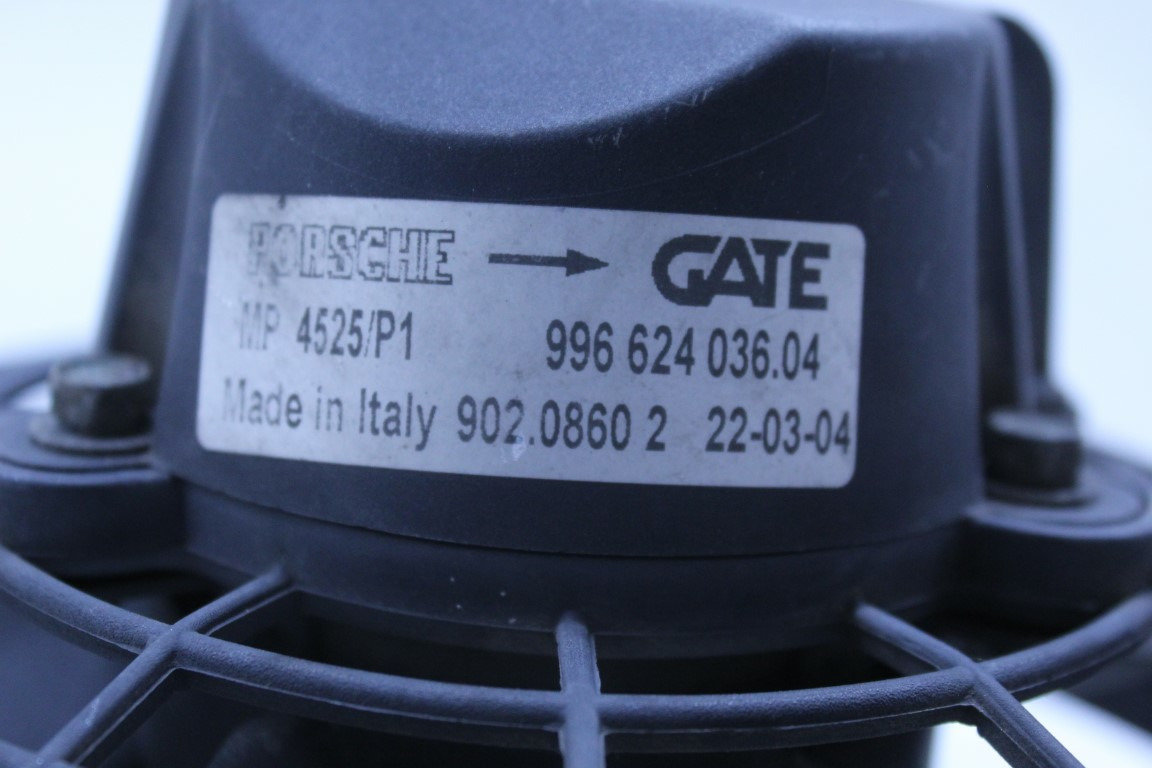 PORSCHE → GATE
MP 4525/P1 996 624 036.04
Made in Italy 902.0860 2 22-03-04